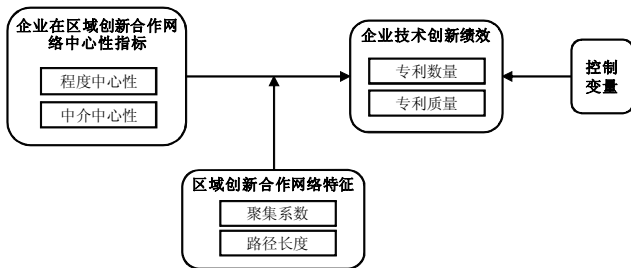 企业在区域创新合作网
络中心性指标
程度中心性
中介中心性
企业技术创新绩效
专利数量
专利质量
控制
变量
区域创新合作网络特征
聚集系数
路径长度